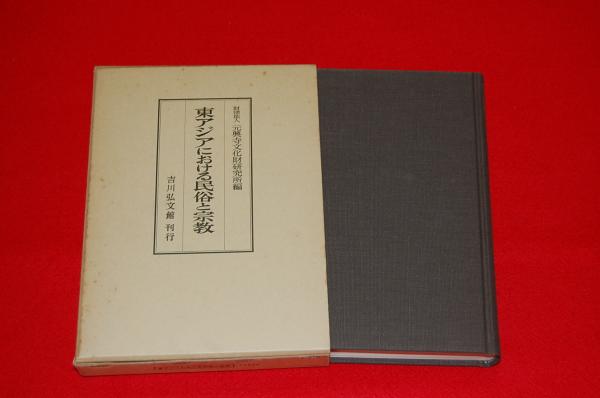 財団法人 元興寺文化財研究所編
東アジアにおける民俗と宗教
吉川弘文館 刊行